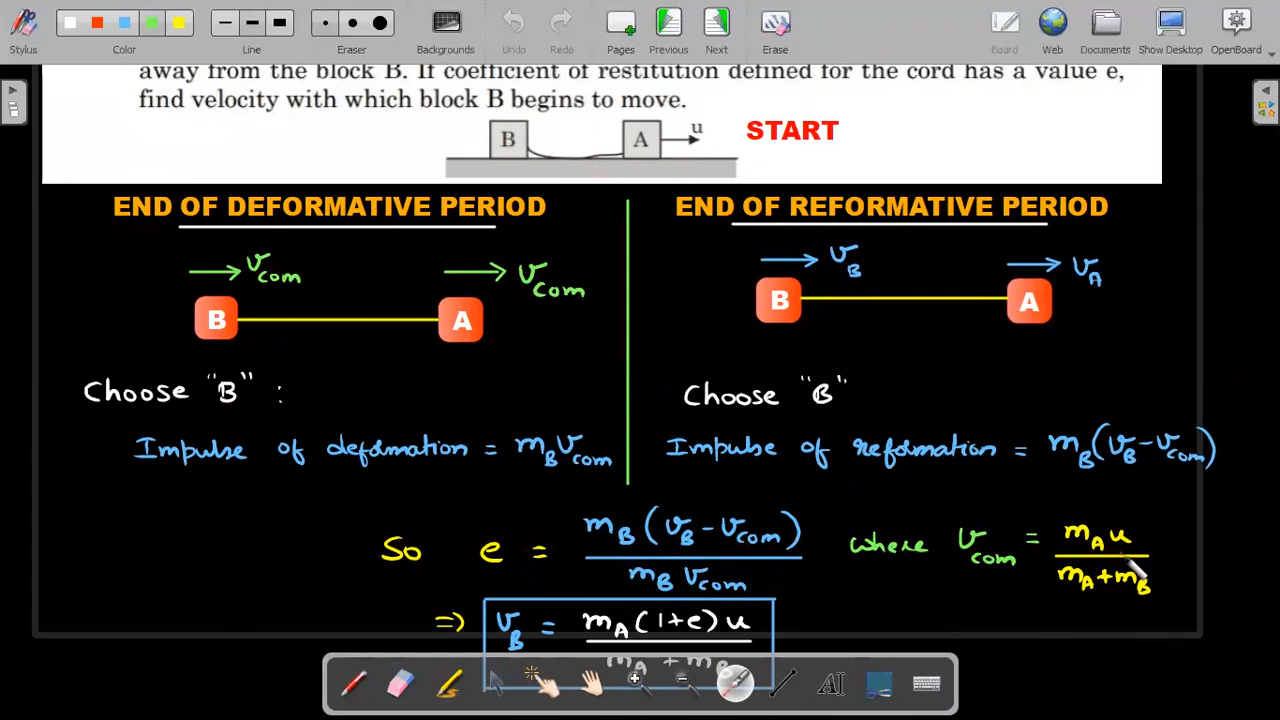 Stylus Color Line Eraser Backgrounds Undo Redo Pages Previous Next Erase Board Web Documents Show Desktop OpenBoard
away from the block B. If coefficient of restitution defined for the cord has a value e,
find velocity with which block B begins to move.
B A u START
END OF DEFORMATIVE PERIOD
v_com v_com
B A
Choose "B" :
Impulse of deformation = m_B v_com
END OF REFORMATIVE PERIOD
v_B v_A
B A
Choose "B"
Impulse of reformation = m_B (v_B - v_com)
So e = m_B (v_B - v_com) / m_B v_com where v_com = m_A u / m_A + m_B
=> v_B = m_A (1+e) u / m_A + m_B
AI